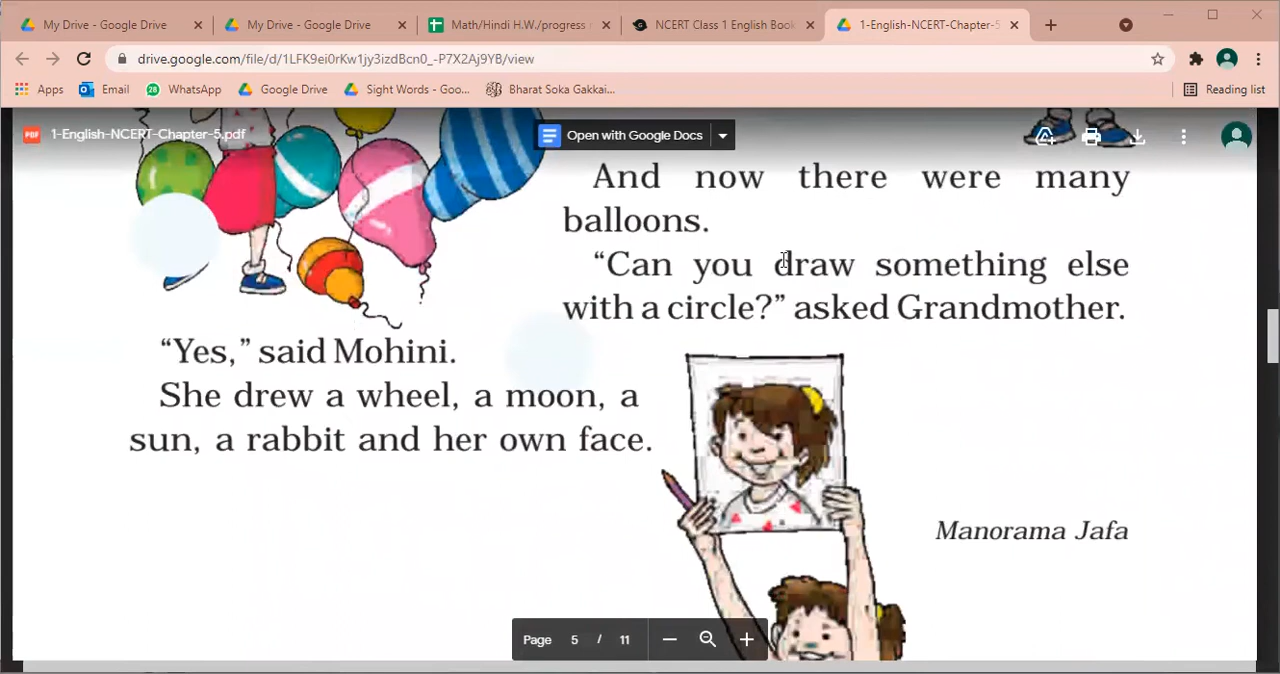 My Drive - Google Drive
My Drive - Google Drive
Math/Hindi H.W./progress
NCERT Class 1 English Book
1-English-NCERT-Chapter-5
drive.google.com/file/d/1LFK9ei0rKw1jy3izdBcn0_-P7X2Aj9YB/view
Apps
Email
28
WhatsApp
Google Drive
Sight Words - Goo...
Bharat Soka Gakkai...
Reading list
PDF
1-English-NCERT-Chapter-5.pdf
Open with Google Docs
And now there were many
balloons.
“Can you draw something else
with a circle?” asked Grandmother.
“Yes,” said Mohini.
She drew a wheel, a moon, a
sun, a rabbit and her own face.
Manorama Jafa
Page 5 / 11